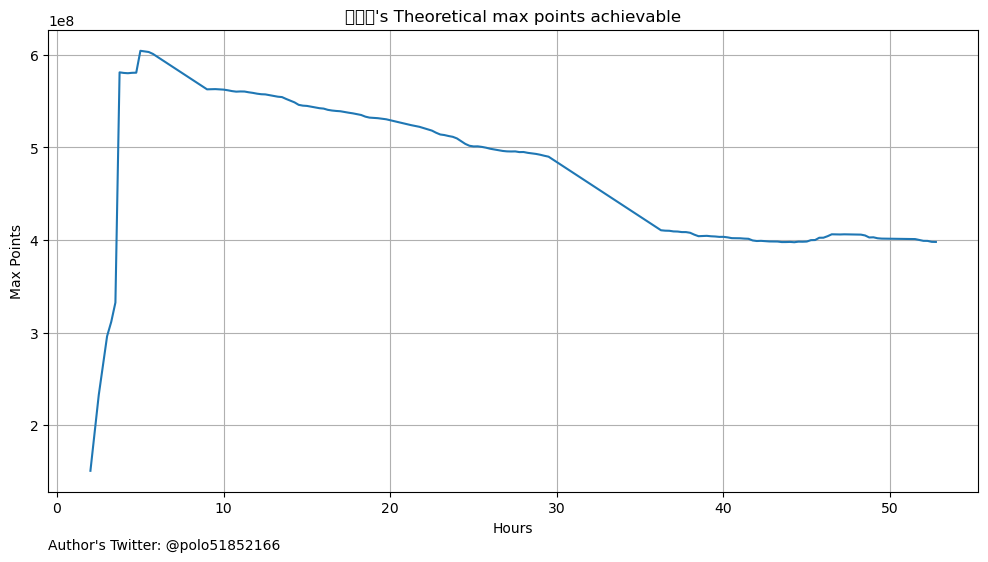 's Theoretical max points achievable
1e8
6
5
4
3
2
Max Points
0 10 20 30 40 50
Hours
Author's Twitter: @polo51852166